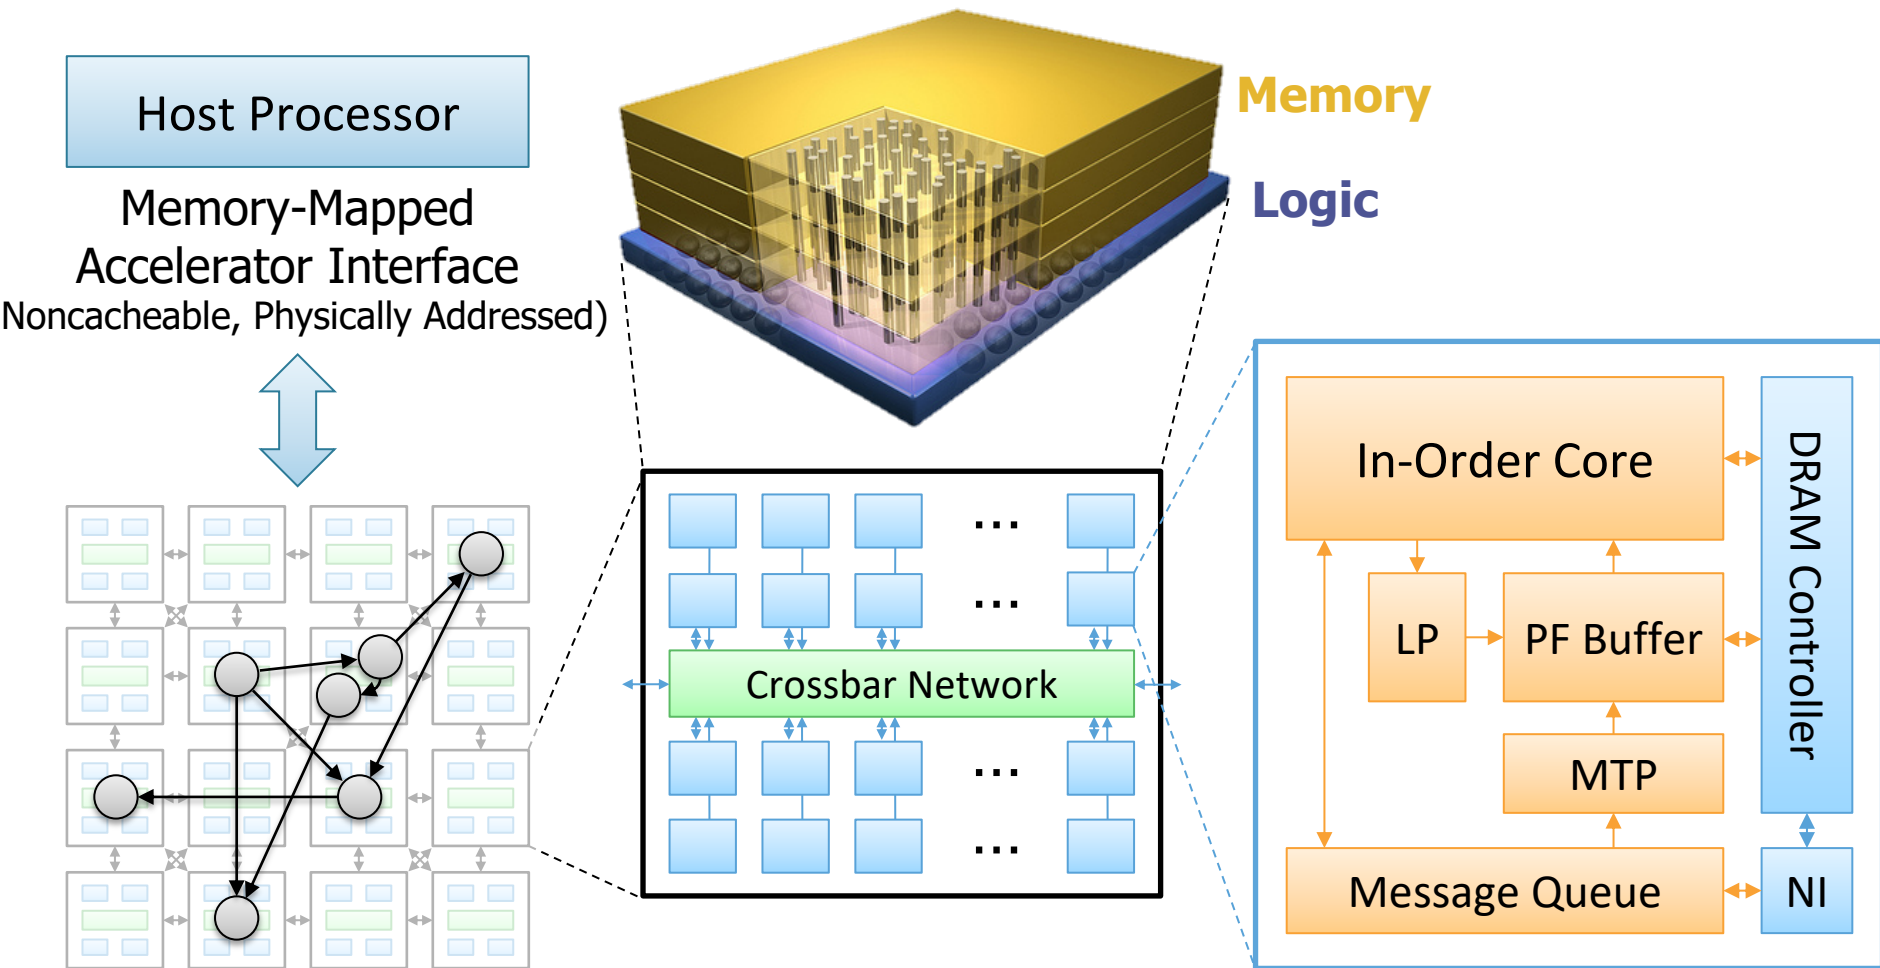 Host Processor
Memory-Mapped
Accelerator Interface
Noncacheable, Physically Addressed)
Memory
Logic
...
...
Crossbar Network
...
...
In-Order Core
DRAM Controller
LP
PF Buffer
MTP
Message Queue
NI